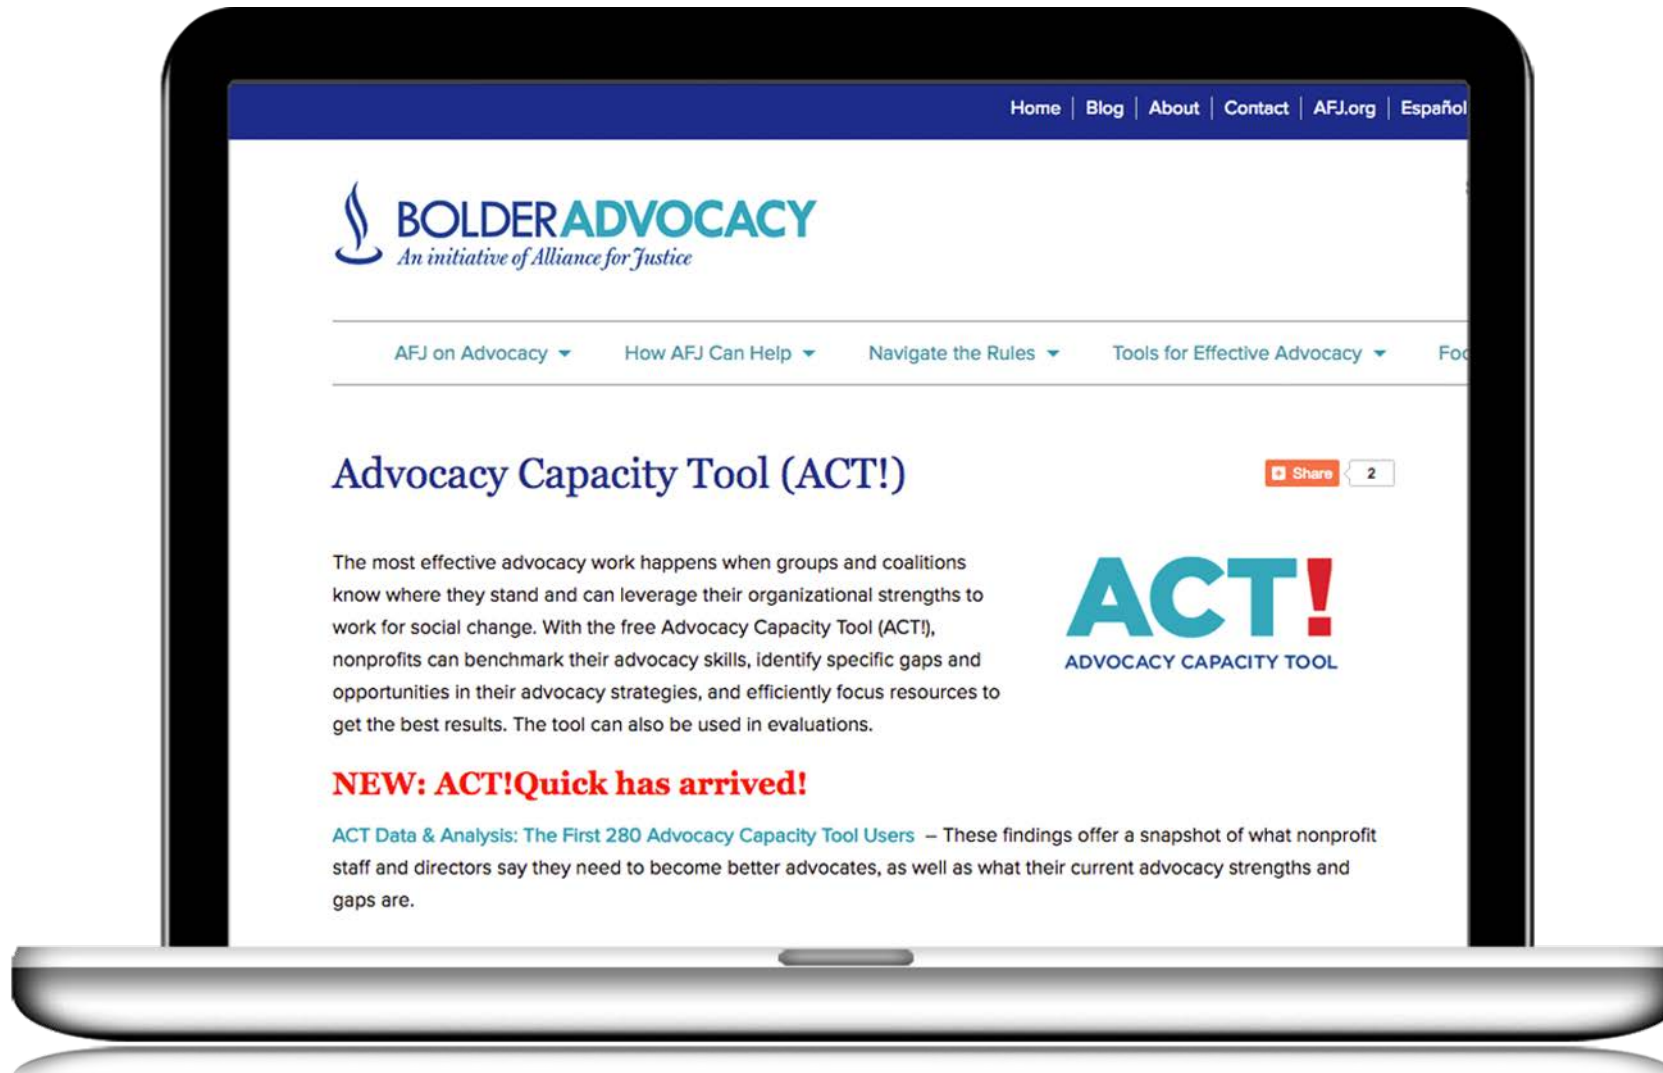 Home | Blog | About | Contact | AFJ.org | Español
BOLDERADVOCACY
An initiative of Alliance for Justice
AFJ on Advocacy How AFJ Can Help Navigate the Rules Tools for Effective Advocacy
Advocacy Capacity Tool (ACT!)
Share 2
The most effective advocacy work happens when groups and coalitions
know where they stand and can leverage their organizational strengths to
work for social change. With the free Advocacy Capacity Tool (ACT!),
nonprofits can benchmark their advocacy skills, identify specific gaps and
opportunities in their advocacy strategies, and efficiently focus resources to
get the best results. The tool can also be used in evaluations.
ACT!
ADVOCACY CAPACITY TOOL
NEW: ACT!Quick has arrived!
ACT Data & Analysis: The First 280 Advocacy Capacity Tool Users – These findings offer a snapshot of what nonprofit
staff and directors say they need to become better advocates, as well as what their current advocacy strengths and
gaps are.